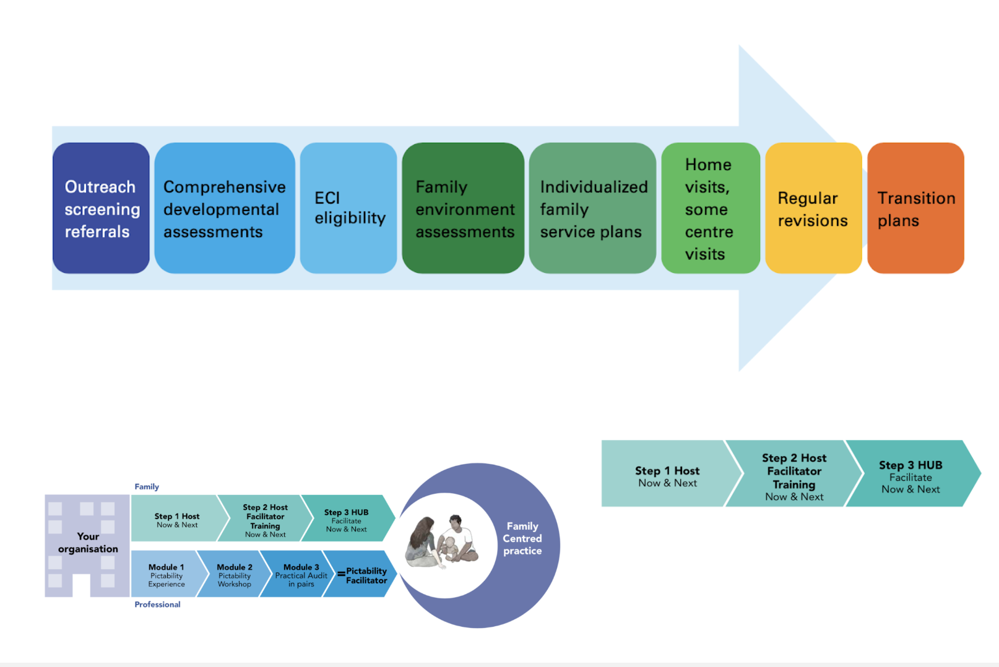 Outreach
screening
referrals
Comprehensive
developmental
assessments
ECI
eligibility
Family
environment
assessments
Individualized
family
service plans
Home
visits,
some
centre
visits
Regular
revisions
Transition
plans
Your
organisation
Family
Step 1 Host
Now & Next
Step 2 Host
Facilitator
Training
Now & Next
Step 3 HUB
Facilitate
Now & Next
Module 1
Pictability
Experience
Module 2
Pictability
Workshop
Module 3
Practical Audit
in pairs
=Pictability
Facilitator
Professional
Family
Centred
practice
Step 1 Host
Now & Next
Step 2 Host
Facilitator
Training
Now & Next
Step 3 HUB
Facilitate
Now & Next